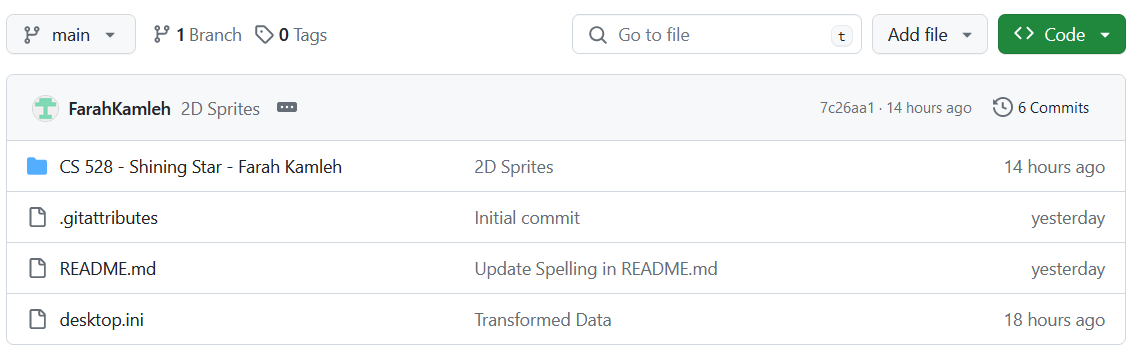 main 1 Branch 0 Tags Go to file t Add file Code
FarahKamleh 2D Sprites 7c26aa1 · 14 hours ago 6 Commits
CS 528 - Shining Star - Farah Kamleh 2D Sprites 14 hours ago
.gitattributes Initial commit yesterday
README.md Update Spelling in README.md yesterday
desktop.ini Transformed Data 18 hours ago